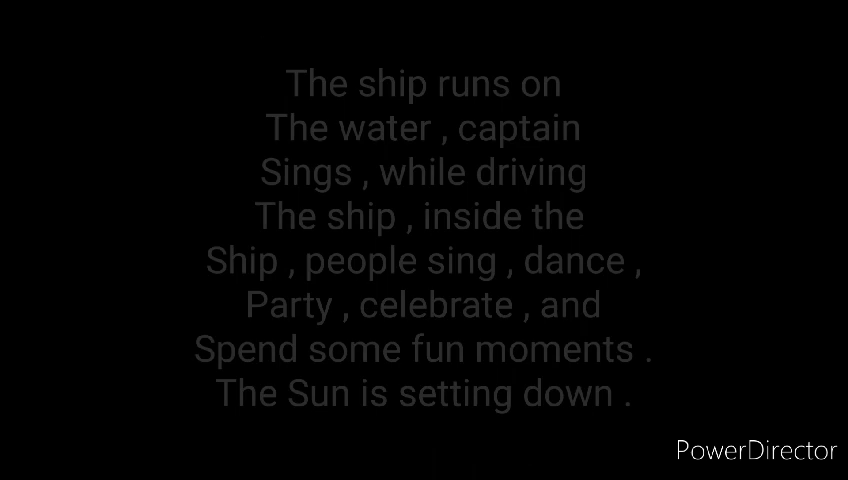 The ship runs on
The water , captain
Sings , while driving
The ship , inside the
Ship , people sing , dance ,
Party , celebrate , and
Spend some fun moments .
The Sun is setting down .
PowerDirector